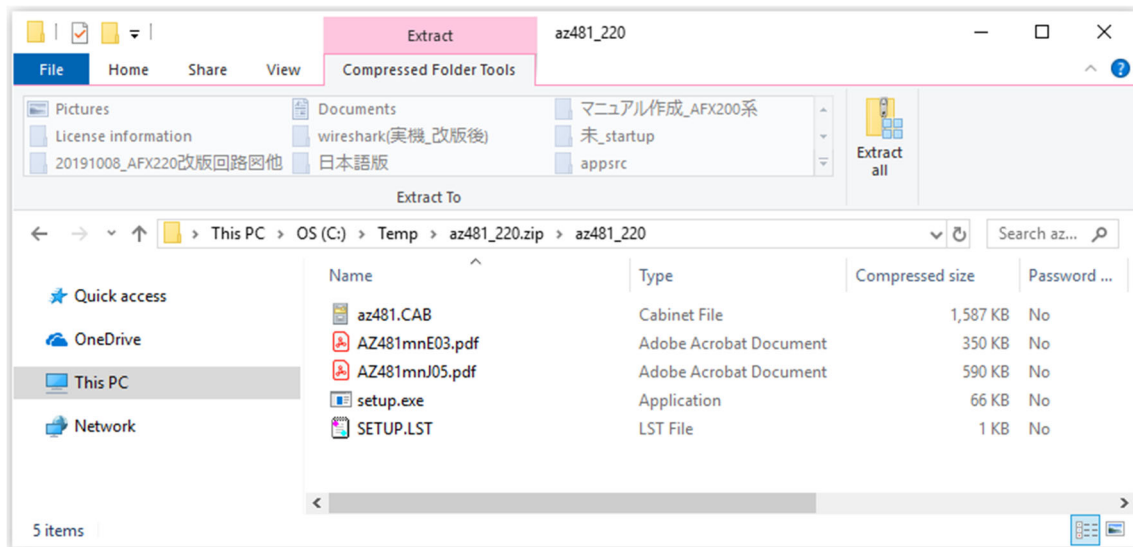 Extract az481_220
File Home Share View Compressed Folder Tools
Pictures Documents マニュアル作成_AFX200系
License information wireshark(実機_改版後) 未_startup
20191008_AFX220改版回路図他 日本語版 appsrc
Extract all
Extract To
This PC > OS (C:) > Temp > az481_220.zip > az481_220
Search az...
Name Type Compressed size Password ...
Quick access
OneDrive
This PC
Network
az481.CAB Cabinet File 1,587 KB No
AZ481mnE03.pdf Adobe Acrobat Document 350 KB No
AZ481mnJ05.pdf Adobe Acrobat Document 590 KB No
setup.exe Application 66 KB No
SETUP.LST LST File 1 KB No
5 items